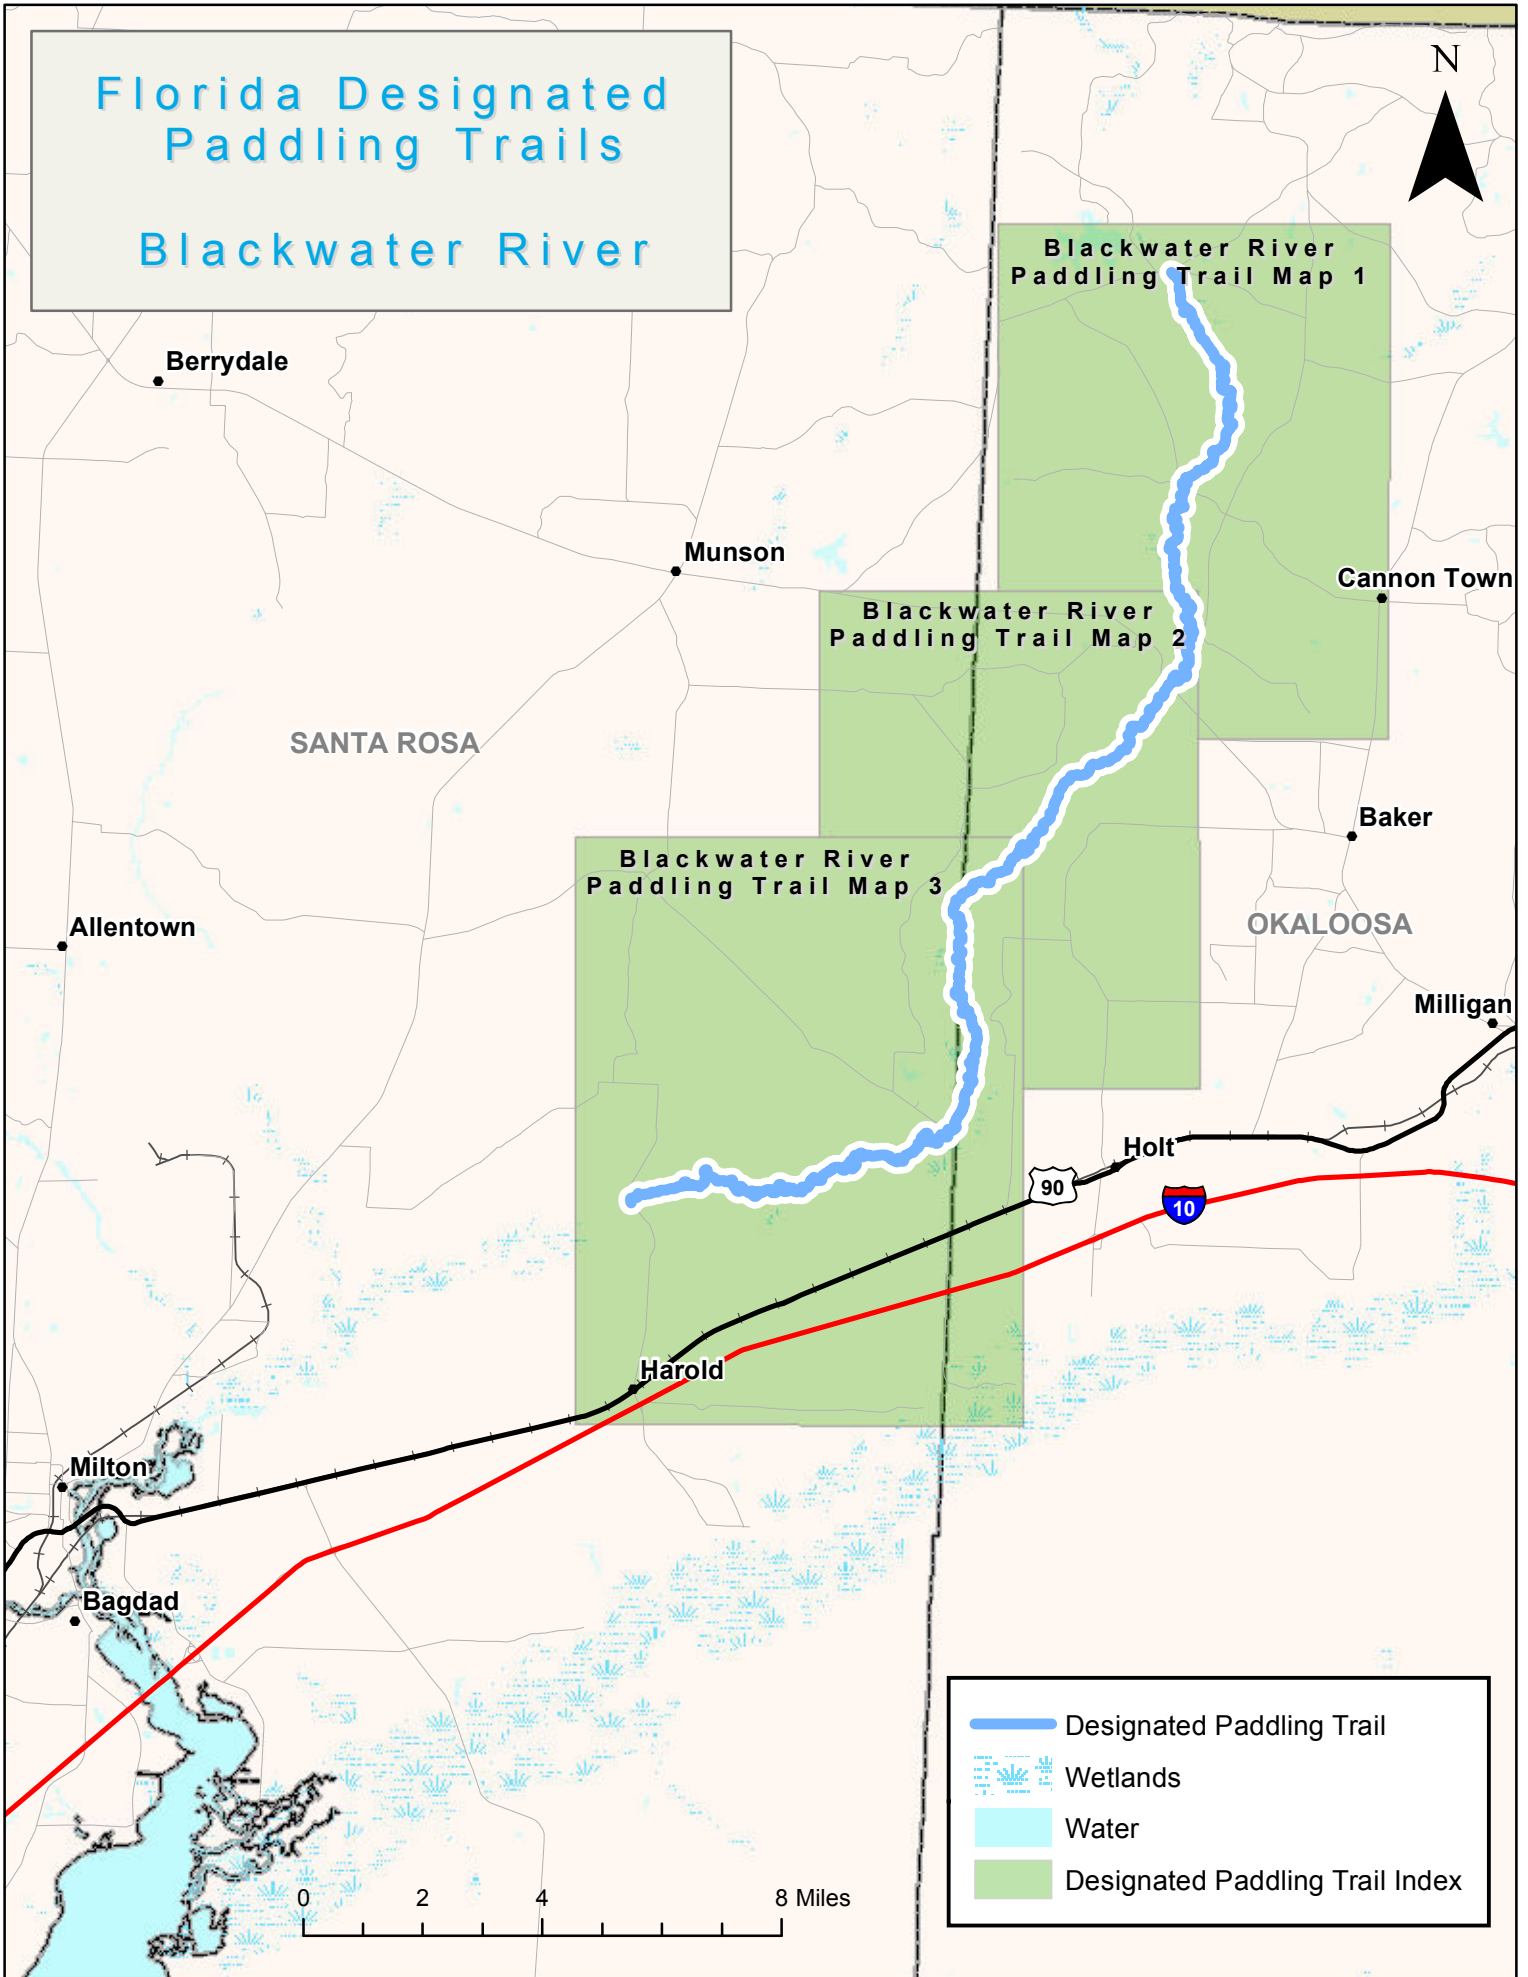 Florida Designated
Paddling Trails
Blackwater River
N
Blackwater River
Paddling Trail Map 1
Berrydale
Munson
Cannon Town
Blackwater River
Paddling Trail Map 2
SANTA ROSA
Baker
Blackwater River
Paddling Trail Map 3
Allentown
OKALOOSA
Milligan
Holt
90
10
Harold
Milton
Bagdad
Designated Paddling Trail
Wetlands
Water
Designated Paddling Trail Index
0 2 4 8 Miles